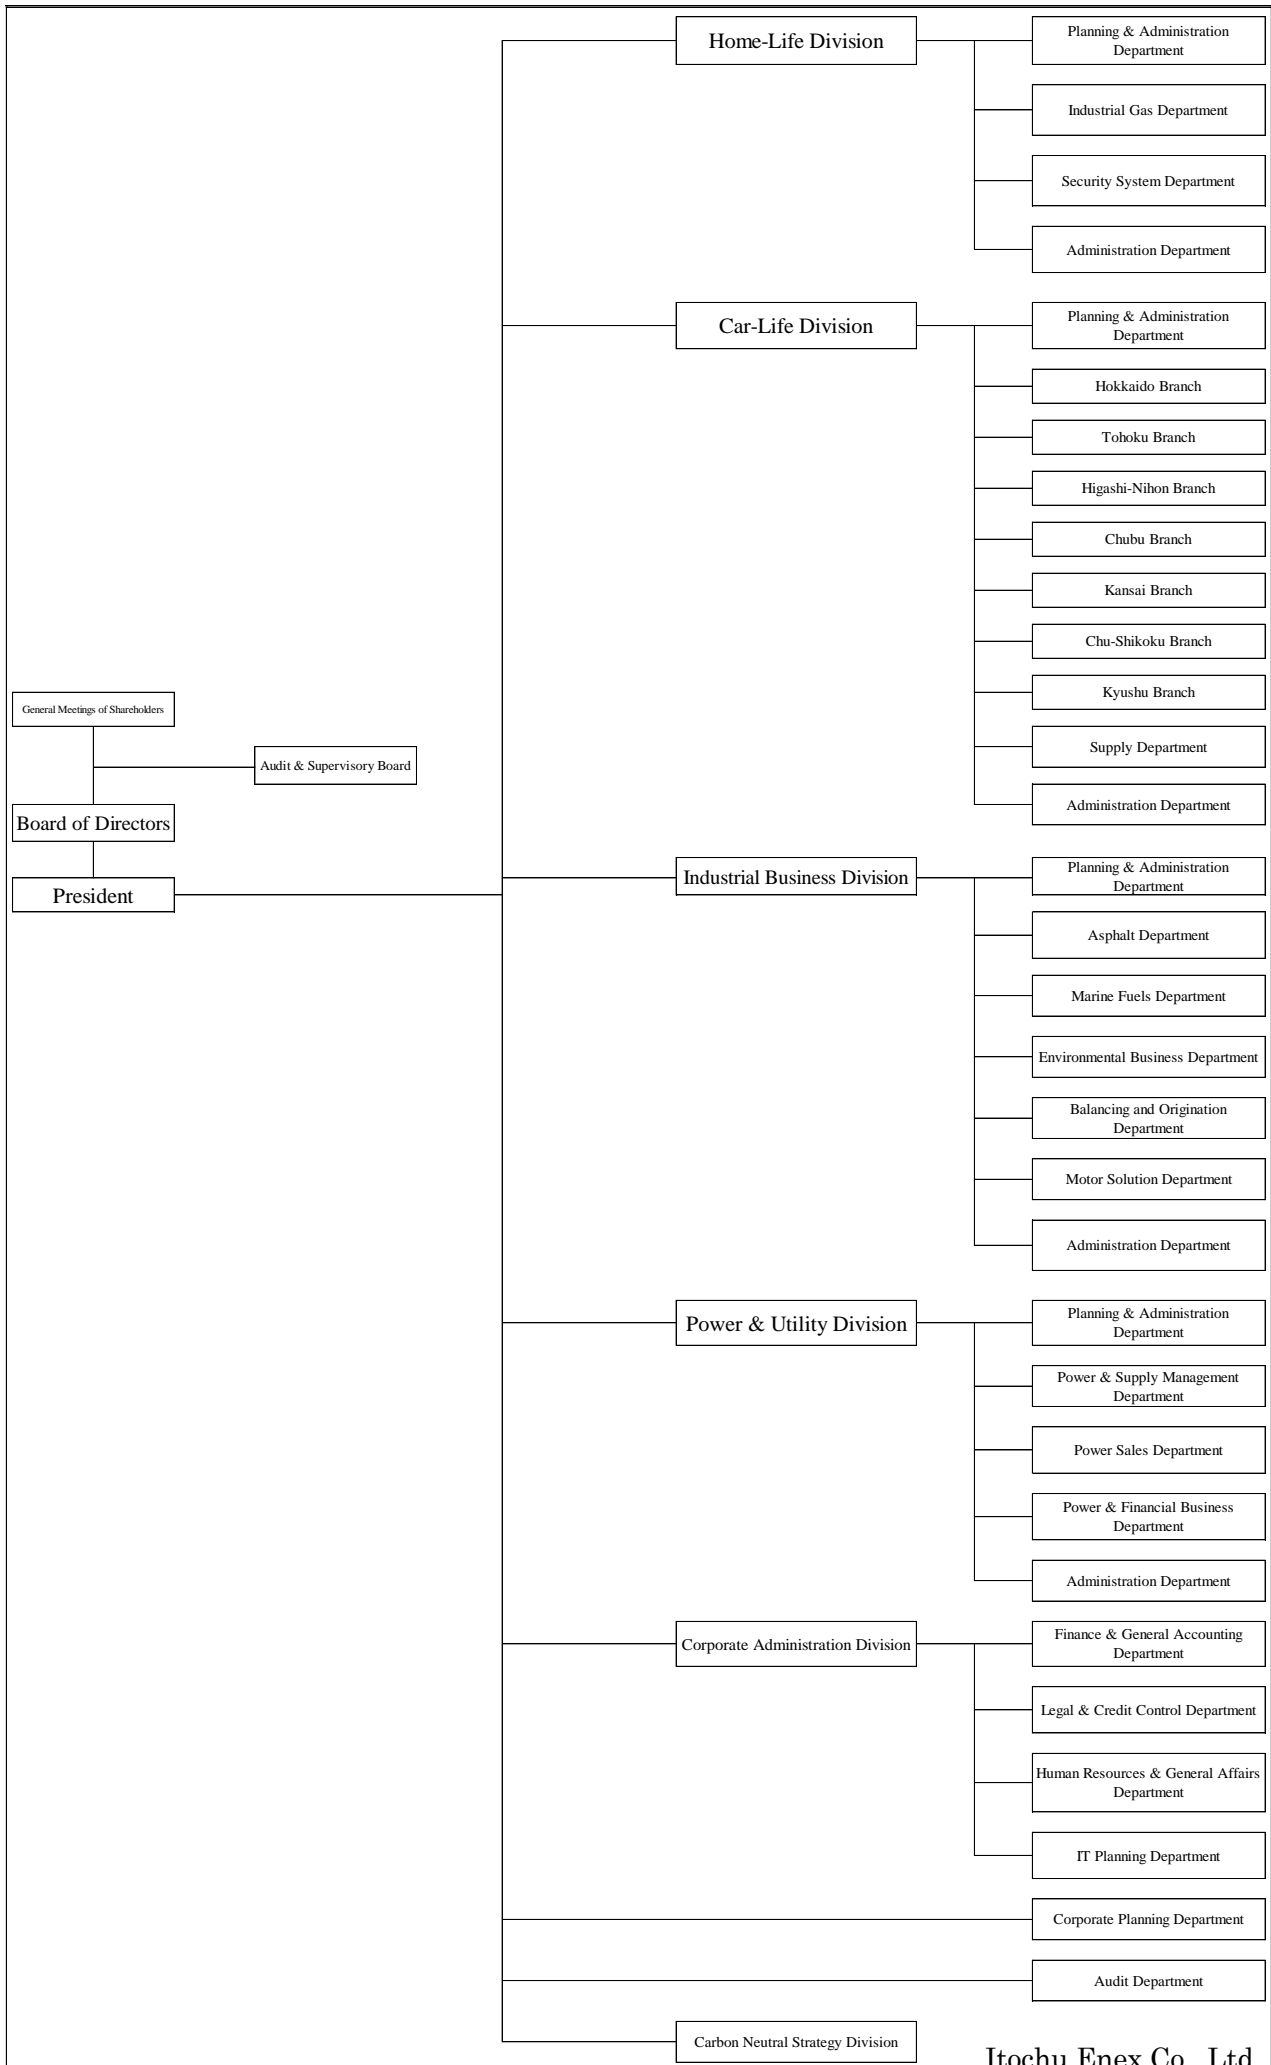 General Meetings of Shareholders
Audit & Supervisory Board
Board of Directors
President
Home-Life Division
Planning & Administration
Department
Industrial Gas Department
Security System Department
Administration Department
Car-Life Division
Planning & Administration
Department
Hokkaido Branch
Tohoku Branch
Higashi-Nihon Branch
Chubu Branch
Kansai Branch
Chu-Shikoku Branch
Kyushu Branch
Supply Department
Administration Department
Industrial Business Division
Planning & Administration
Department
Asphalt Department
Marine Fuels Department
Environmental Business Department
Balancing and Origination
Department
Motor Solution Department
Administration Department
Power & Utility Division
Planning & Administration
Department
Power & Supply Management
Department
Power Sales Department
Power & Financial Business
Department
Administration Department
Corporate Administration Division
Finance & General Accounting
Department
Legal & Credit Control Department
Human Resources & General Affairs
Department
IT Planning Department
Corporate Planning Department
Audit Department
Carbon Neutral Strategy Division
Itochu Enex Co., Ltd.